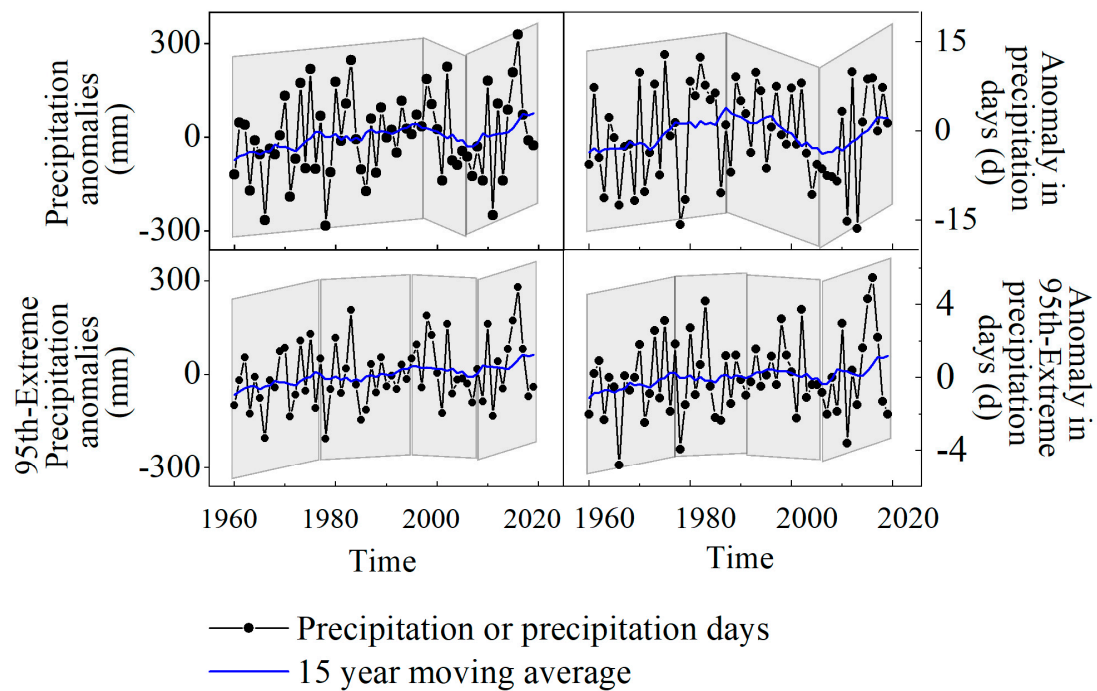 Precipitation
anomalies
(mm)
300
0
-300
15
0
-15
Anomaly in
precipitation
days (d)
95th-Extreme
Precipitation
anomalies
(mm)
300
0
-300
4
0
-4
Anomaly in
95th-Extreme
precipitation
days (d)
1960 1980 2000 2020
1960 1980 2000 2020
Time
Time
Precipitation or precipitation days
15 year moving average